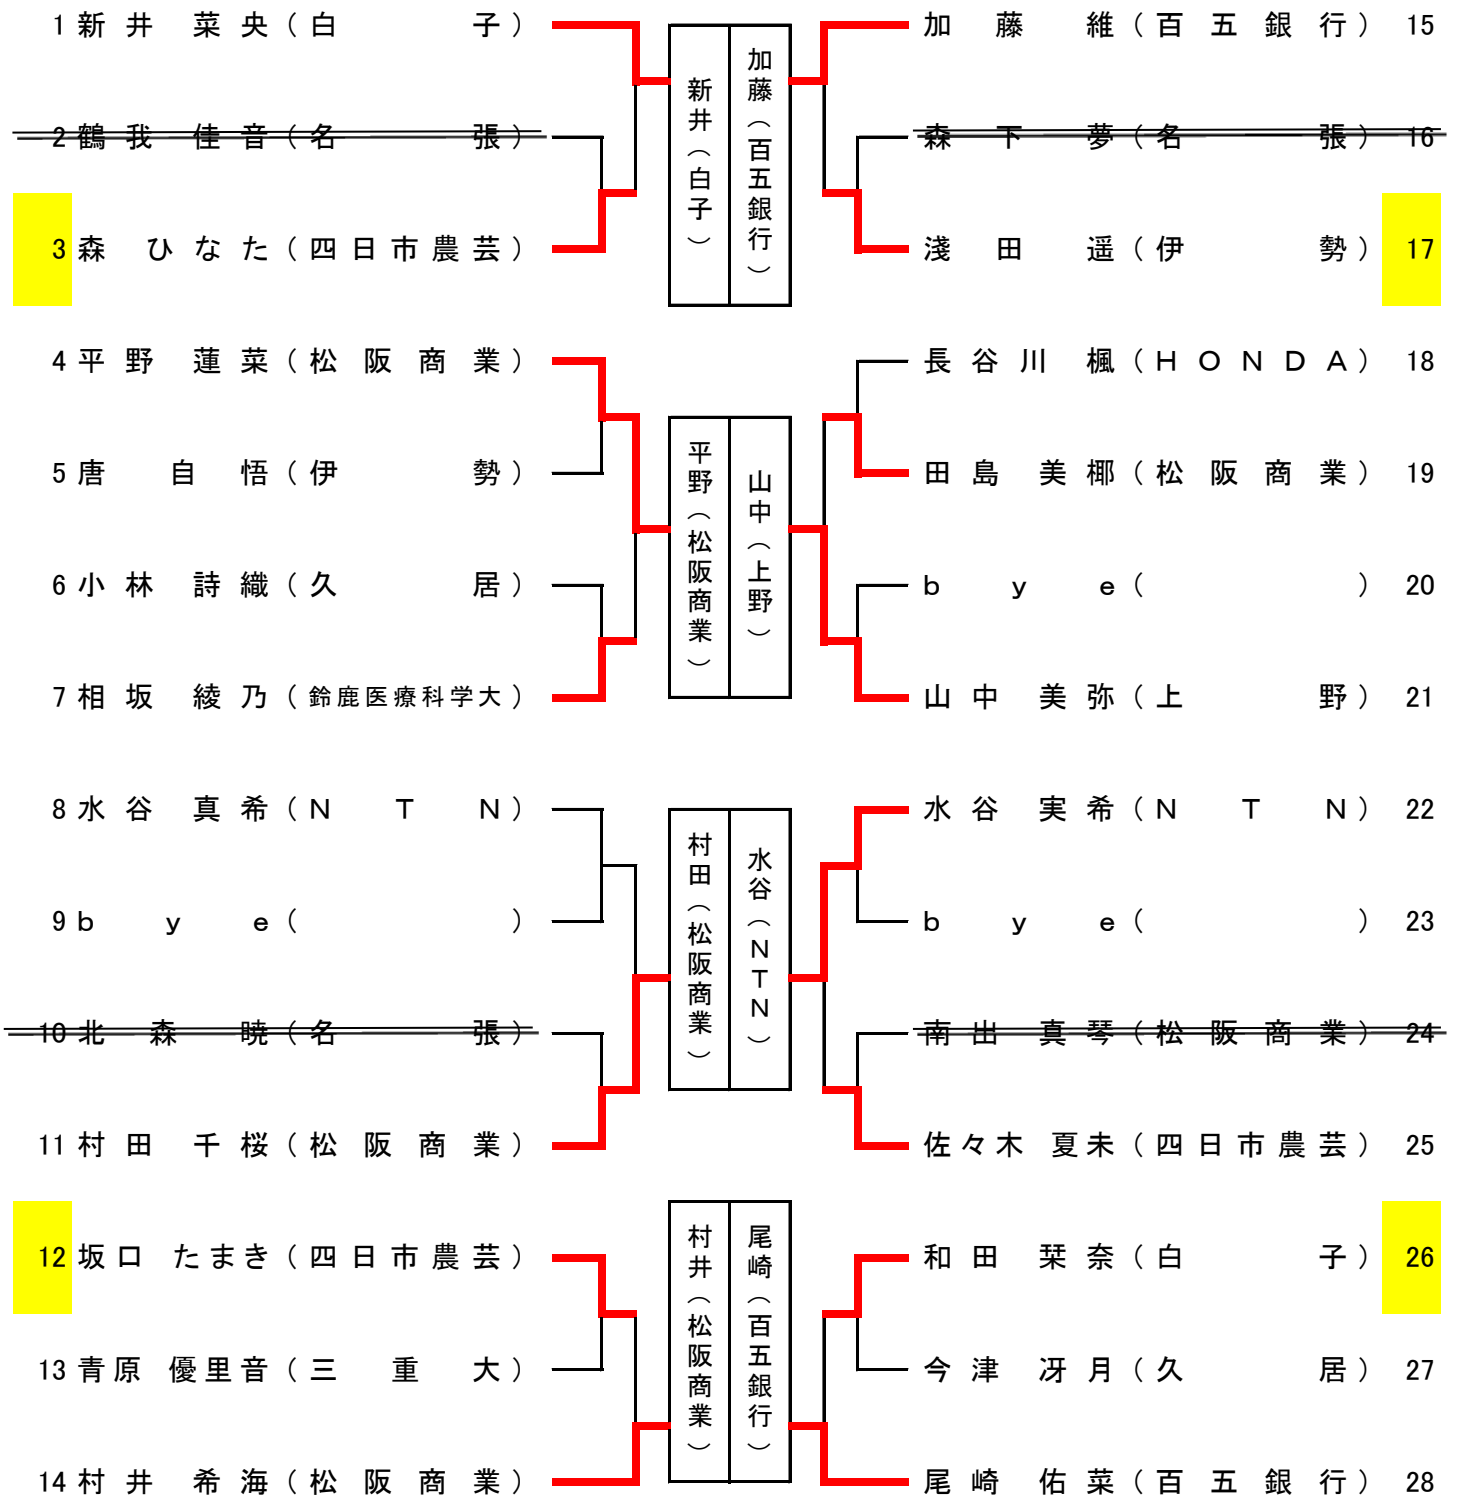 1 新井 菜央（白子）
2 鶴我 佳音（名張）
3 森 ひなた（四日市農芸）
4 平野 蓮菜（松阪商業）
5 唐 自悟（伊勢）
6 小林 詩織（久居）
7 相坂 綾乃（鈴鹿医療科学大）
8 水谷 真希（ＮＴＮ）
9 ｂｙｅ（　）
10 北森 暁（名張）
11 村田 千桜（松阪商業）
12 坂口 たまき（四日市農芸）
13 青原 優里音（三重大）
14 村井 希海（松阪商業）
新井（白子）
加藤（百五銀行）
平野（松阪商業）
山中（上野）
村田（松阪商業）
水谷（ＮＴＮ）
村井（松阪商業）
尾崎（百五銀行）
加藤 維（百五銀行） 15
森下 夢（名張） 16
淺田 遥（伊勢） 17
長谷川 楓（ＨＯＮＤＡ） 18
田島 美椰（松阪商業） 19
ｂｙｅ（　） 20
山中 美弥（上野） 21
水谷 実希（ＮＴＮ） 22
ｂｙｅ（　） 23
南出 真琴（松阪商業） 24
佐々木 夏未（四日市農芸） 25
和田 栞奈（白子） 26
今津 冴月（久居） 27
尾崎 佑菜（百五銀行） 28